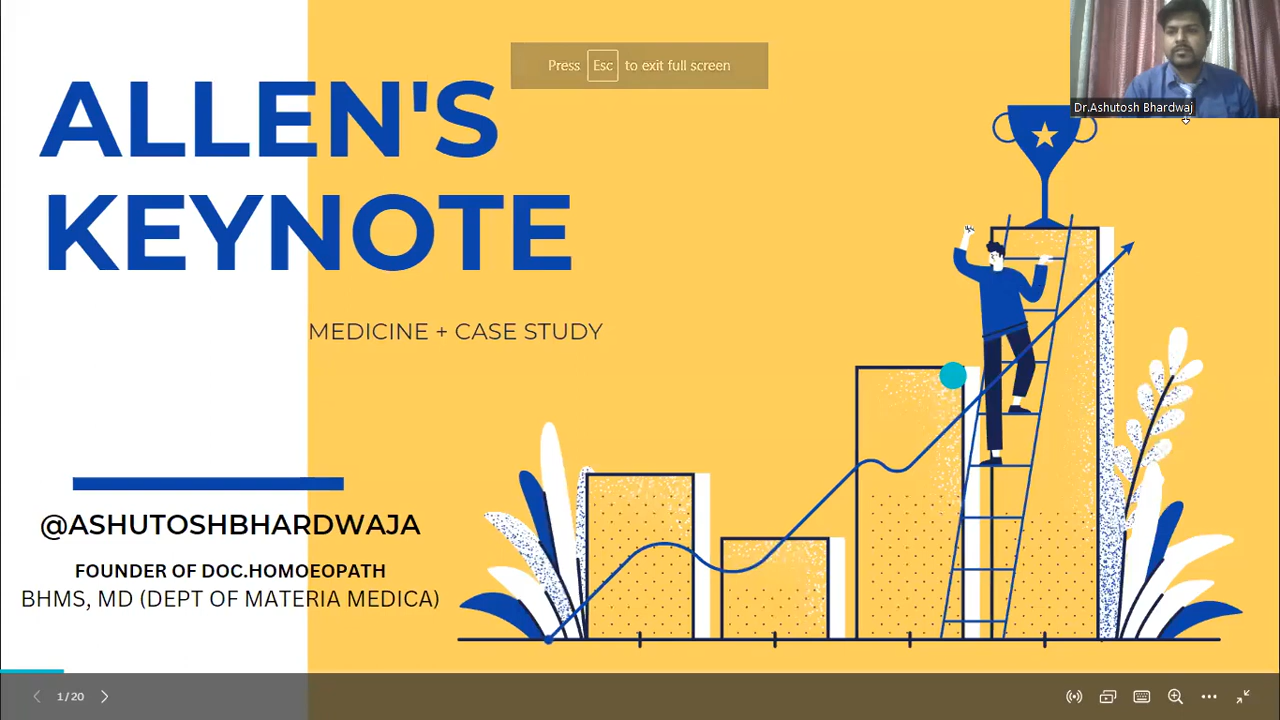 ALLEN'S
KEYNOTE
MEDICINE + CASE STUDY
@ASHUTOSHBHARDWAJA
FOUNDER OF DOC.HOMOEOPATH
BHMS, MD (DEPT OF MATERIA MEDICA)
Press Esc to exit full screen
Dr.Ashutosh Bhardwaj
1/20